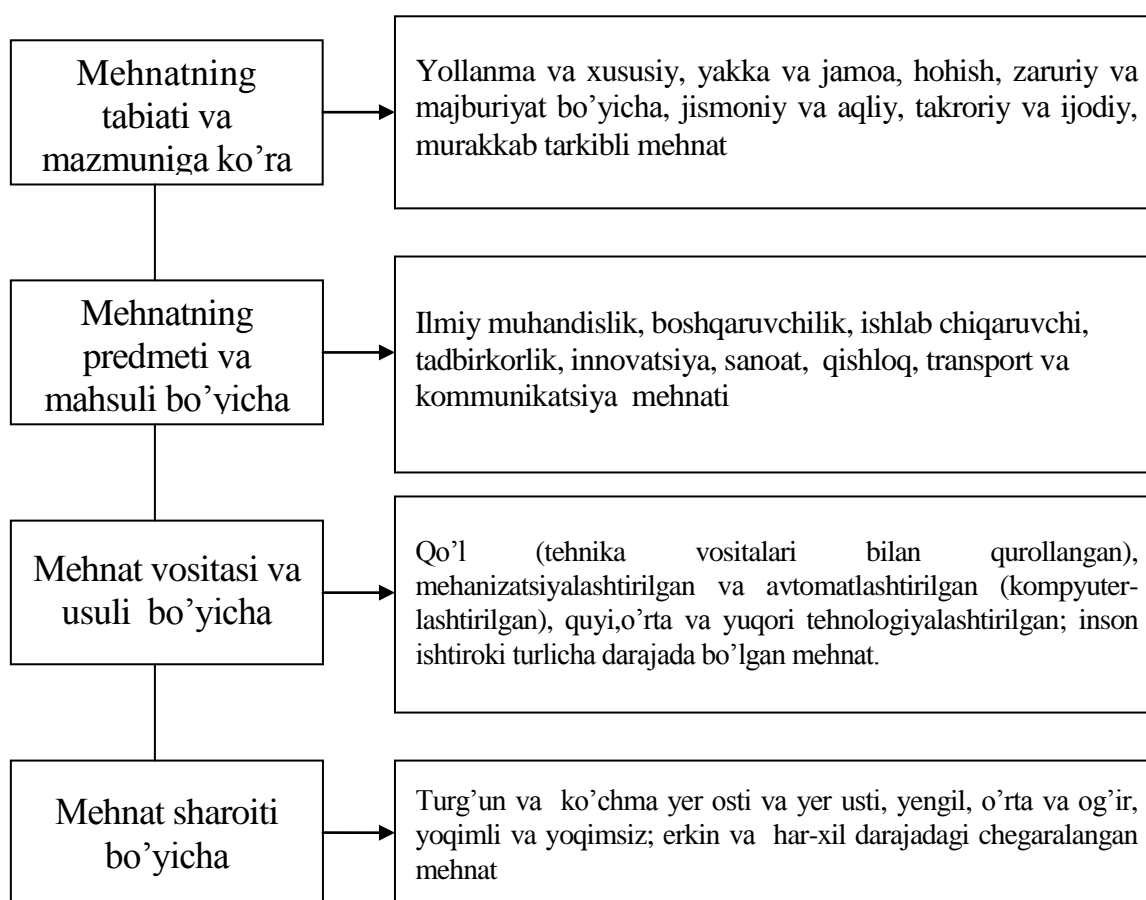 Mehnatning
tabiati va
mazmuniga ko’ra
Yollanma va xususiy, yakka va jamoa, hohish, zaruriy va
majburiyat bo’yicha, jismoniy va aqliy, takroriy va ijodiy,
murakkab tarkibli mehnat
Mehnatning
predmeti va
mahsuli bo’yicha
Ilmiy muhandislik, boshqaruvchilik, ishlab chiqaruvchi,
tadbirkorlik, innovatsiya, sanoat, qishloq, transport va
kommunikatsiya mehnati
Mehnat vositasi va
usuli bo’yicha
Qo’l (tehnika vositalari bilan qurollangan),
mehanizatsiyalashtirilgan va avtomatlashtirilgan (kompyuter-
lashtirilgan), quyi,o’rta va yuqori tehnologiyalashtirilgan; inson
ishtiroki turlicha darajada bo’lgan mehnat.
Mehnat sharoiti
bo’yicha
Turg’un va ko’chma yer osti va yer usti, yengil, o’rta va og’ir,
yoqimli va yoqimsiz; erkin va har-xil darajadagi chegaralangan
mehnat